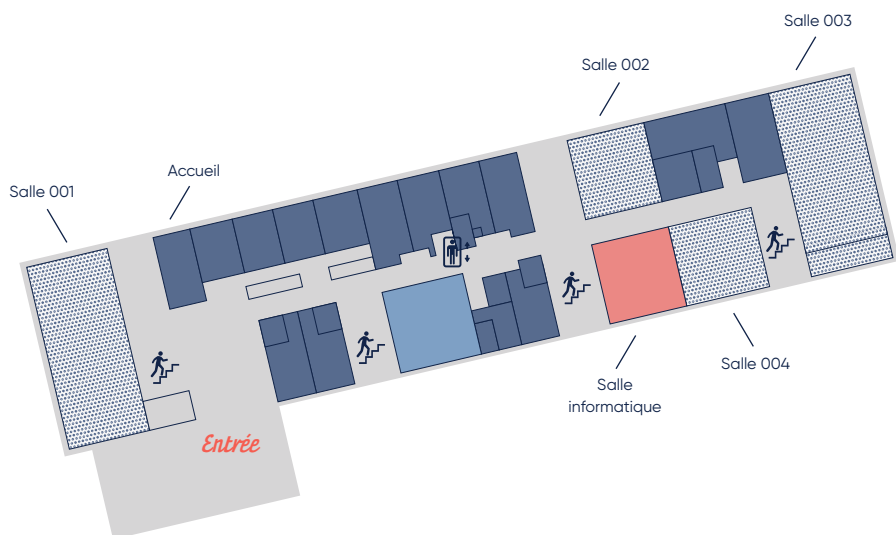 Salle 003
Salle 002
Accueil
Salle 001
Salle 004
Salle
informatique
Entrée